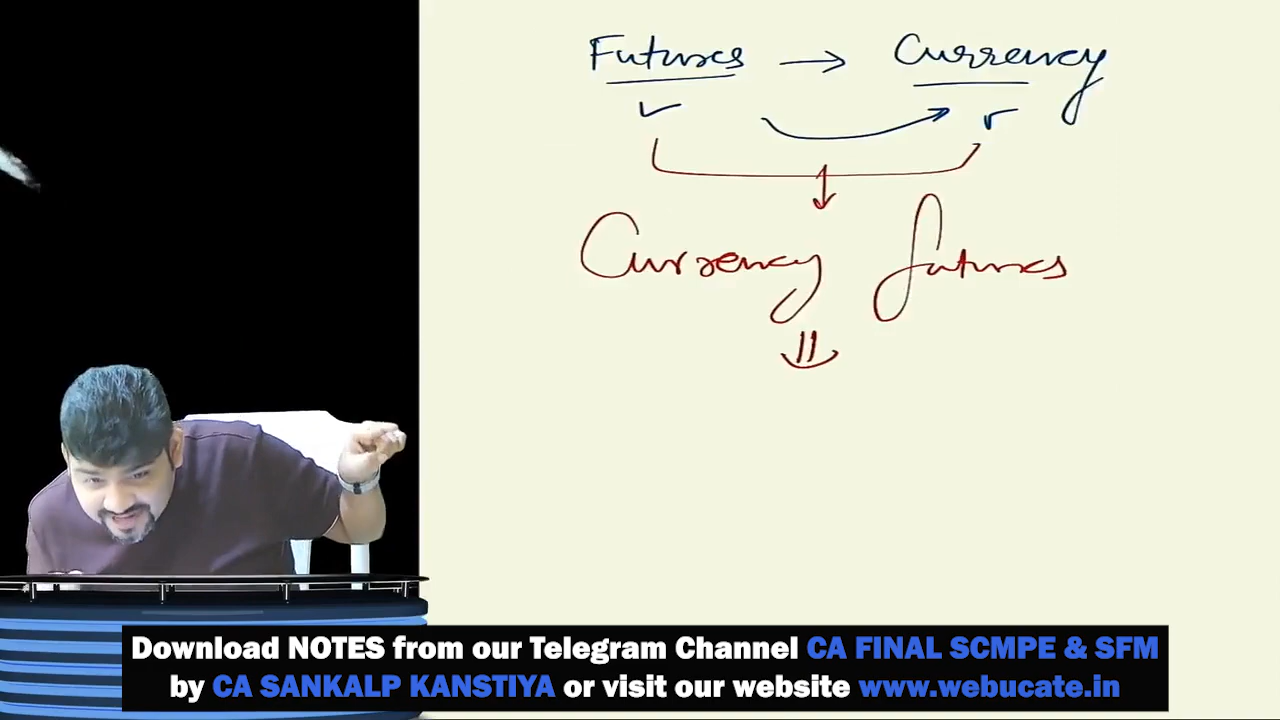 Futures → Currency
Currency futures
Download NOTES from our Telegram Channel CA FINAL SCMPE & SFM
by CA SANKALP KANSTIYA or visit our website www.webucate.in